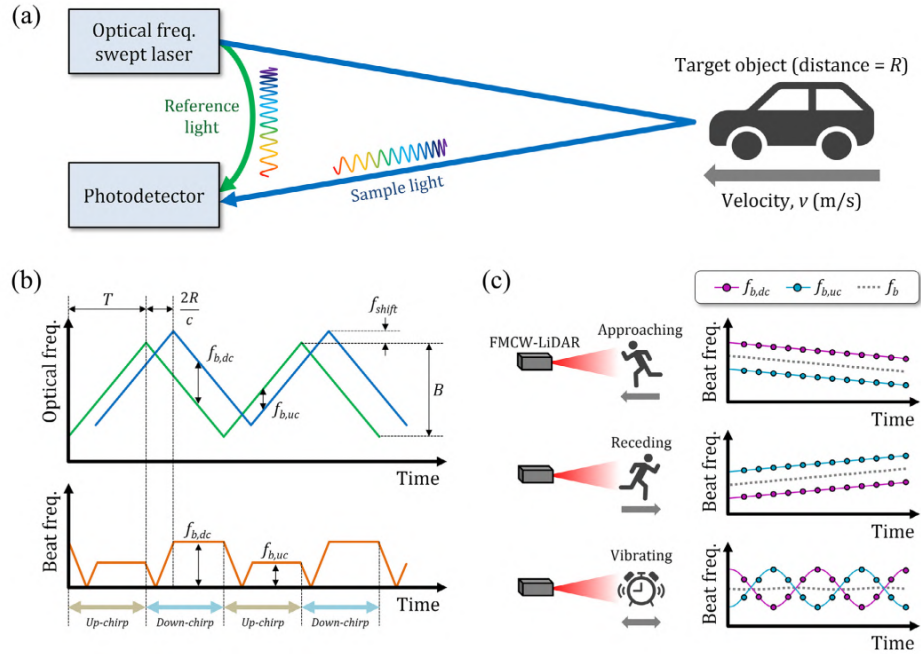 (a)
Optical freq.
swept laser
Reference
light
Photodetector
Sample light
Target object (distance = R)
Velocity, v (m/s)
(b)
T
2R
c
f_shift
f_b,dc
f_b,uc
B
Optical freq.
Time
Beat freq.
f_b,dc
f_b,uc
Time
Up-chirp
Down-chirp
Up-chirp
Down-chirp
(c)
f_b,dc
f_b,uc
f_b
FMCW-LiDAR
Approaching
Beat freq.
Time
Receding
Beat freq.
Time
Vibrating
Beat freq.
Time